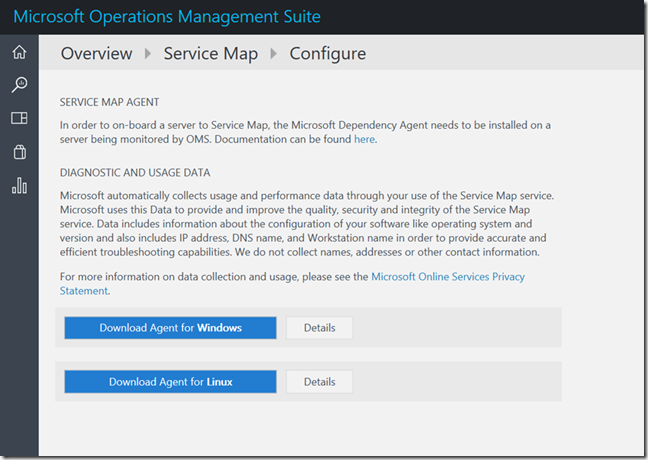 Microsoft Operations Management Suite
Overview Service Map Configure
SERVICE MAP AGENT
In order to on-board a server to Service Map, the Microsoft Dependency Agent needs to be installed on a
server being monitored by OMS. Documentation can be found here.
DIAGNOSTIC AND USAGE DATA
Microsoft automatically collects usage and performance data through your use of the Service Map service.
Microsoft uses this Data to provide and improve the quality, security and integrity of the Service Map
service. Data includes information about the configuration of your software like operating system and
version and also includes IP address, DNS name, and Workstation name in order to provide accurate and
efficient troubleshooting capabilities. We do not collect names, addresses or other contact information.
For more information on data collection and usage, please see the Microsoft Online Services Privacy
Statement.
Download Agent for Windows Details
Download Agent for Linux Details